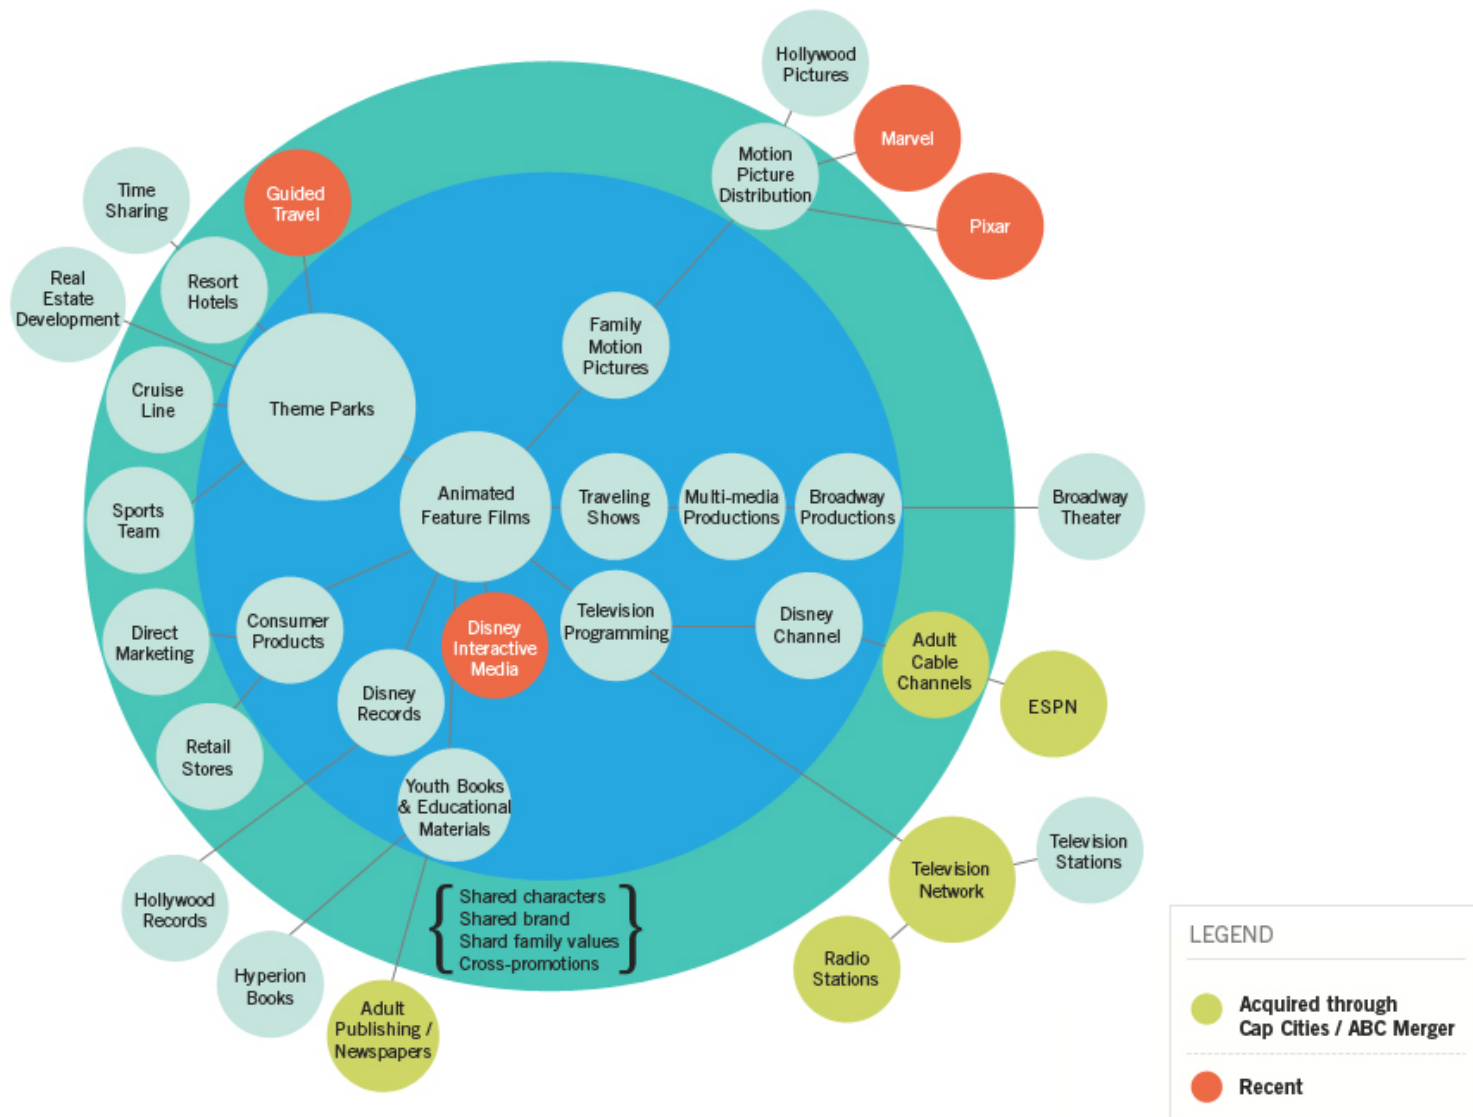 Hollywood
Pictures
Marvel
Motion
Picture
Distribution
Pixar
Time
Sharing
Guided
Travel
Real
Estate
Development
Resort
Hotels
Family
Motion
Pictures
Cruise
Line
Theme Parks
Sports
Team
Animated
Feature Films
Traveling
Shows
Multi-media
Productions
Broadway
Productions
Broadway
Theater
Direct
Marketing
Consumer
Products
Disney
Interactive
Media
Television
Programming
Disney
Channel
Adult
Cable
Channels
ESPN
Disney
Records
Retail
Stores
Youth Books
& Educational
Materials
Television
Network
Television
Stations
Hollywood
Records
Shared characters
Shared brand
Shard family values
Cross-promotions
Radio
Stations
Hyperion
Books
Adult
Publishing /
Newspapers
LEGEND
Acquired through
Cap Cities / ABC Merger
Recent